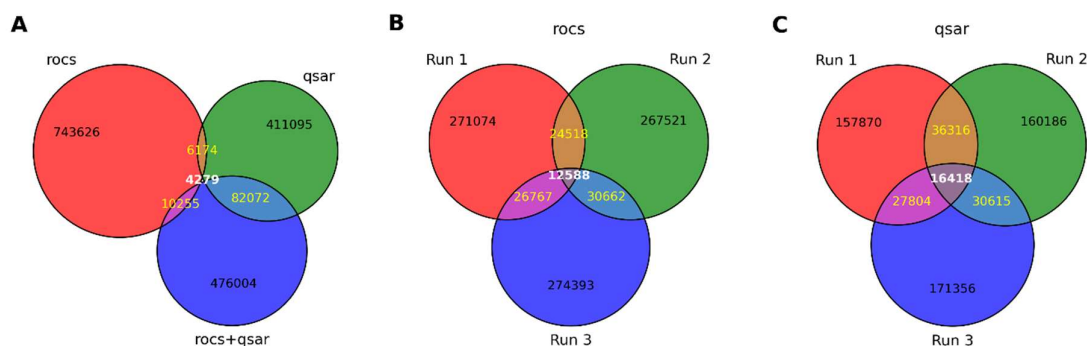 A
rocs
qsar
743626
411095
6174
4279
10255
82072
476004
rocs+qsar
B
rocs
Run 1
Run 2
271074
24518
267521
12588
26767
30662
274393
Run 3
C
qsar
Run 1
Run 2
157870
36316
160186
16418
27804
30615
171356
Run 3